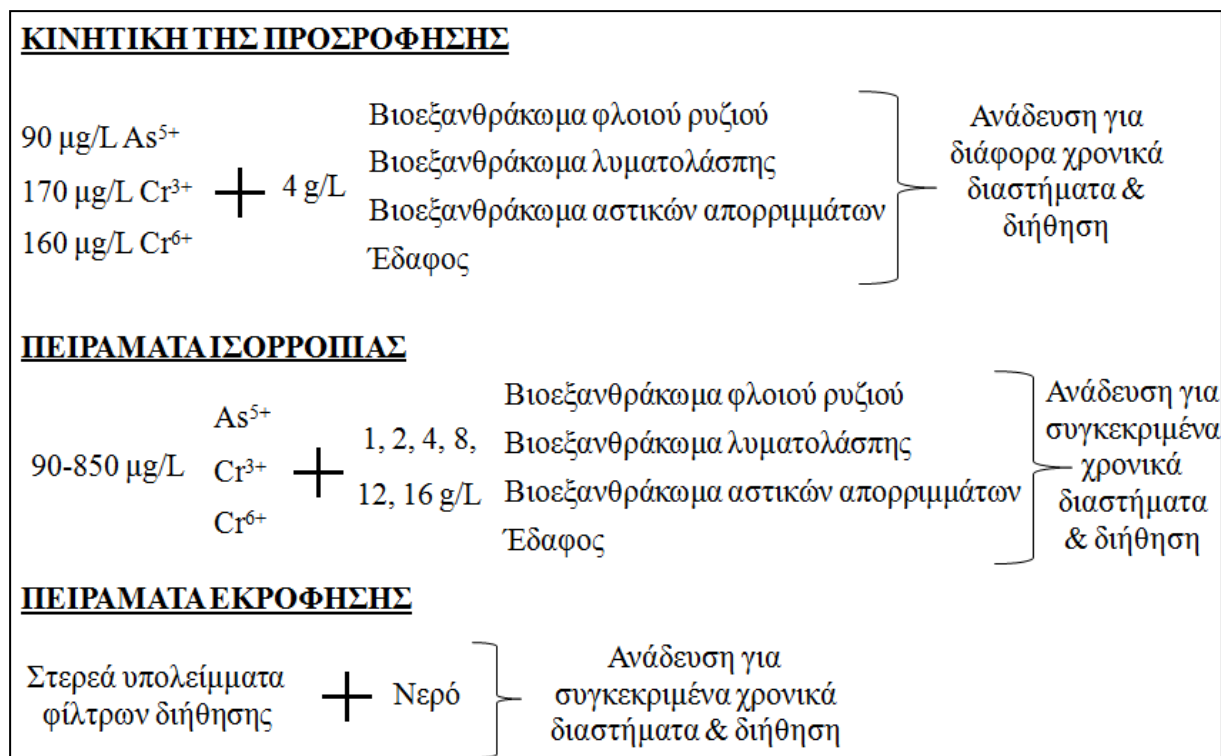 ΚΙΝΗΤΙΚΗ ΤΗΣ ΠΡΟΣΡΟΦΗΣΗΣ
90 μg/L As⁵⁺
170 μg/L Cr³⁺
160 μg/L Cr⁶⁺
+
4 g/L
Βιοεξανθράκωμα φλοιού ρυζιού
Βιοεξανθράκωμα λυματολάσπης
Βιοεξανθράκωμα αστικών απορριμμάτων
Έδαφος
Ανάδευση για
διάφορα χρονικά
διαστήματα &
διήθηση
ΠΕΙΡΑΜΑΤΑ ΙΣΟΡΡΟΠΙΑΣ
90-850 μg/L
As⁵⁺
Cr³⁺
Cr⁶⁺
+
1, 2, 4, 8,
12, 16 g/L
Βιοεξανθράκωμα φλοιού ρυζιού
Βιοεξανθράκωμα λυματολάσπης
Βιοεξανθράκωμα αστικών απορριμμάτων
Έδαφος
Ανάδευση για
συγκεκριμένα
χρονικά
διαστήματα
& διήθηση
ΠΕΙΡΑΜΑΤΑ ΕΚΡΟΦΗΣΗΣ
Στερεά υπολείμματα
φίλτρων διήθησης
+
Νερό
Ανάδευση για
συγκεκριμένα χρονικά
διαστήματα & διήθηση